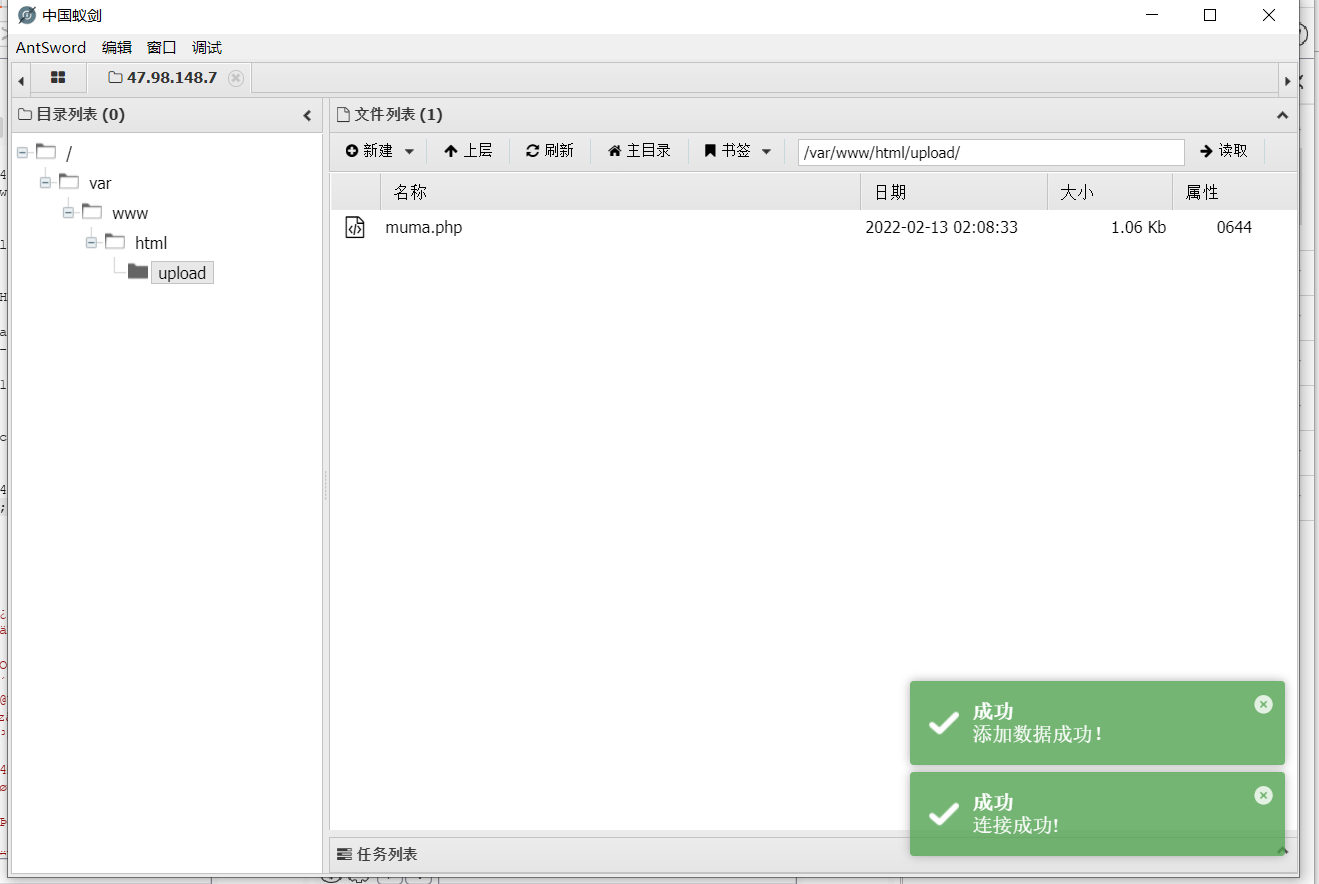 中国蚁剑
AntSword 编辑 窗口 调试
47.98.148.7
目录列表 (0)
文件列表 (1)
新建 上层 刷新 主目录 书签 /var/www/html/upload/ 读取
/
var
www
html
upload
名称 日期 大小 属性
muma.php 2022-02-13 02:08:33 1.06 Kb 0644
成功
添加数据成功！
成功
连接成功!
任务列表